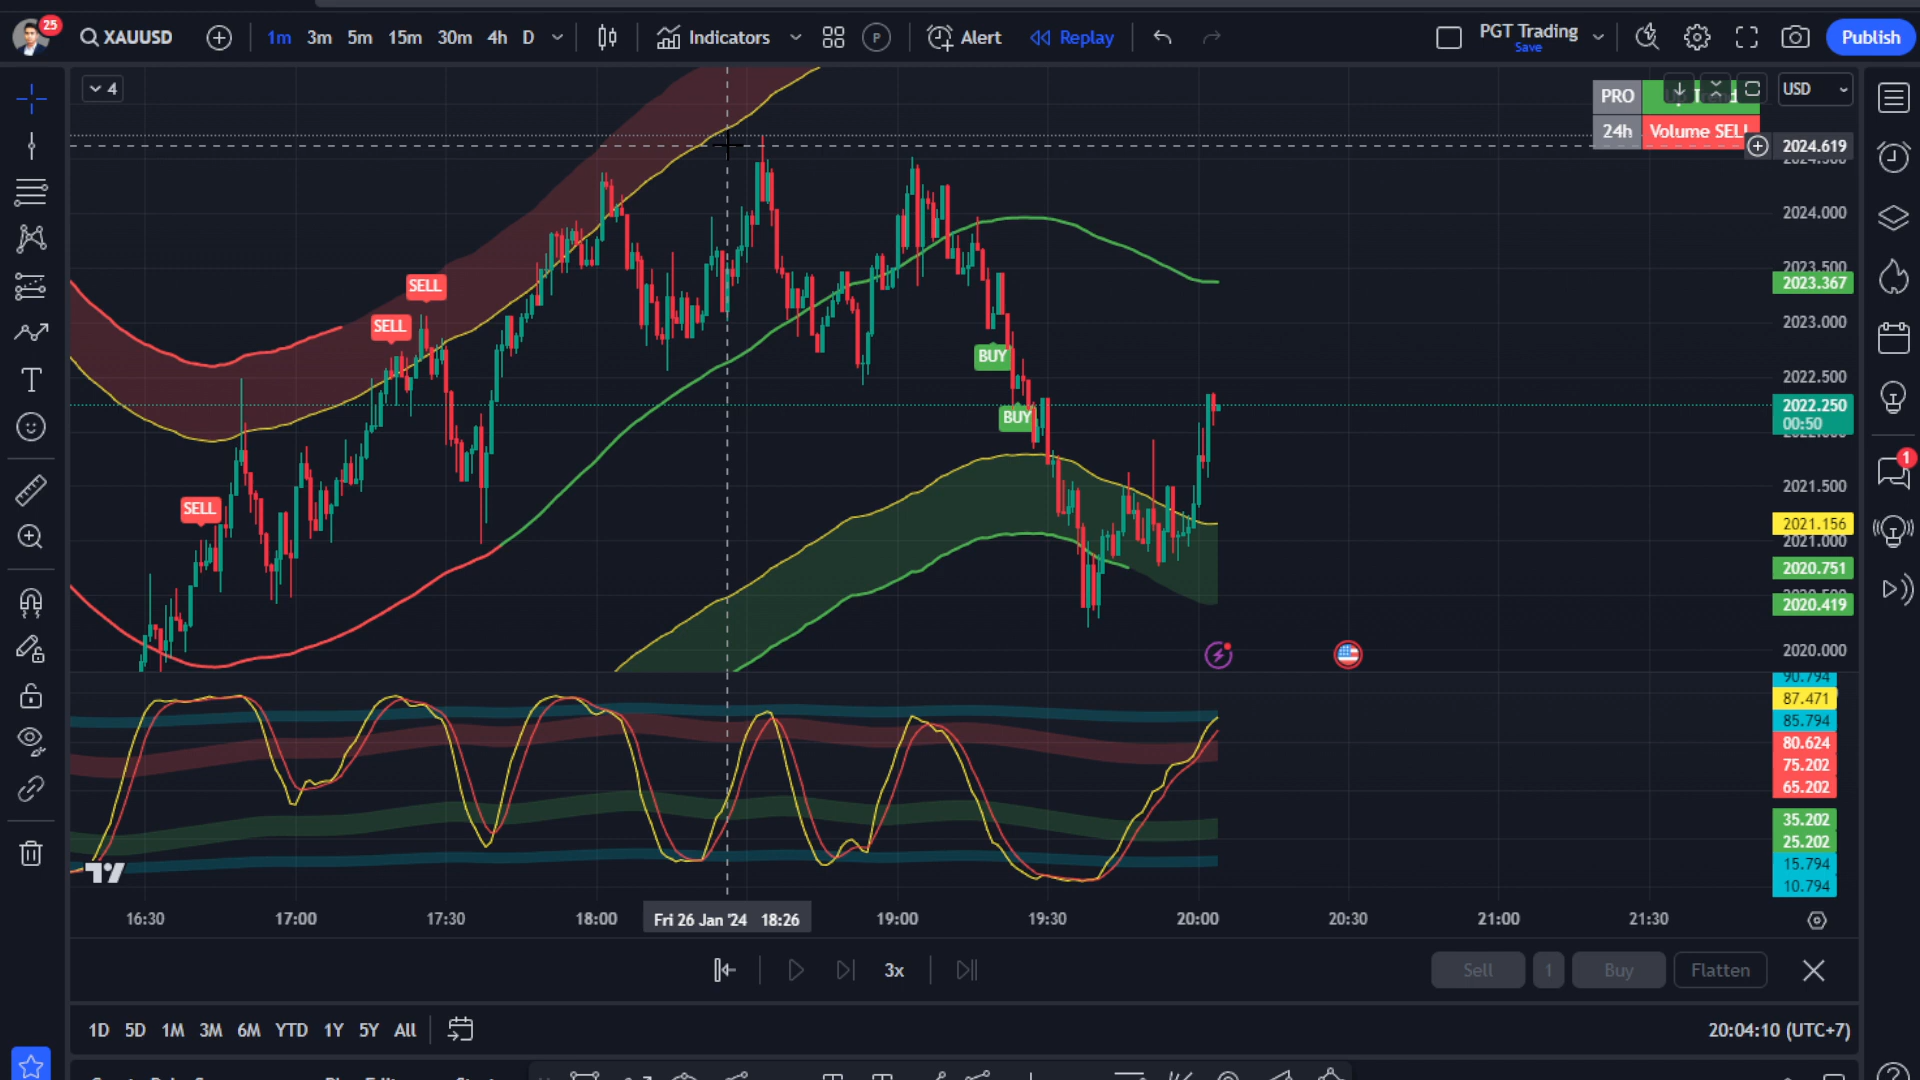 25
XAUUSD
1m 3m 5m 15m 30m 4h D
Indicators
P
Alert
Replay
PGT Trading
Save
Publish
4
PRO
24h Volume SELL
USD
2024.619
2024.000
2023.500
2023.367
2023.000
2022.500
2022.250
00:50
2021.500
2021.156
2021.000
2020.751
2020.419
2020.000
SELL
SELL
SELL
BUY
BUY
1
90.794
87.471
85.794
80.624
75.202
65.202
35.202
25.202
15.794
10.794
16:30 17:00 17:30 18:00 Fri 26 Jan '24 18:26 19:00 19:30 20:00 20:30 21:00 21:30
3x
Sell 1 Buy Flatten
1D 5D 1M 3M 6M YTD 1Y 5Y All
20:04:10 (UTC+7)